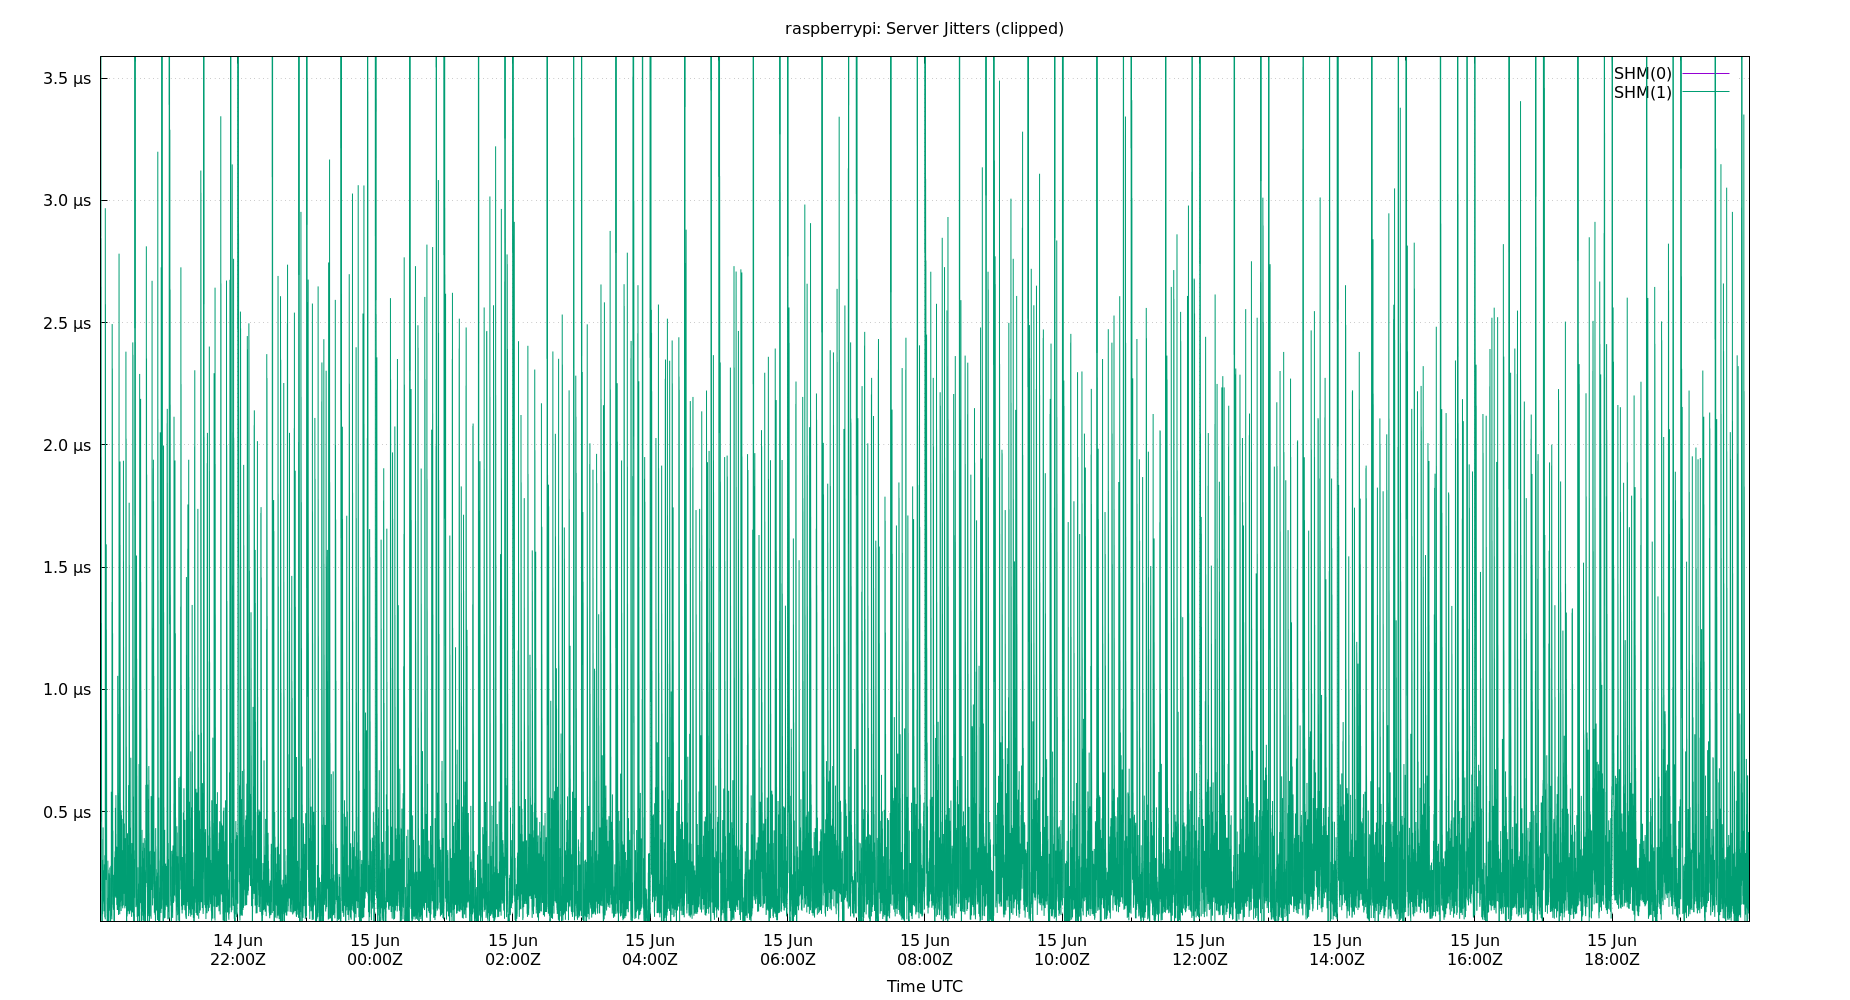 raspberrypi: Server Jitters (clipped)
3.5 µs
SHM(0)
SHM(1)
3.0 µs
2.5 µs
2.0 µs
1.5 µs
1.0 µs
0.5 µs
14 Jun 15 Jun 15 Jun 15 Jun 15 Jun 15 Jun 15 Jun 15 Jun 15 Jun 15 Jun 15 Jun
22:00Z 00:00Z 02:00Z 04:00Z 06:00Z 08:00Z 10:00Z 12:00Z 14:00Z 16:00Z 18:00Z
Time UTC